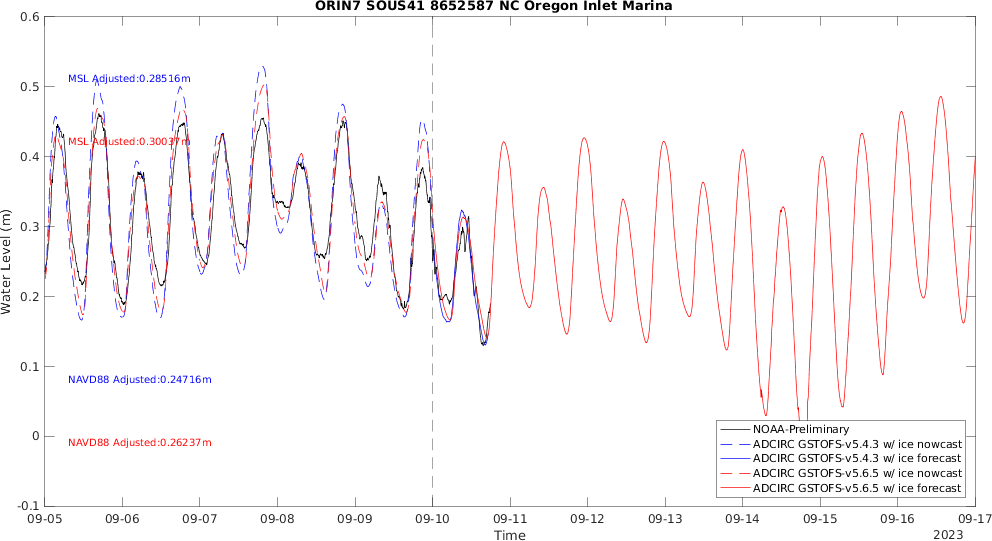 ORIN7 SOUS41 8652587 NC Oregon Inlet Marina
0.6
0.5
0.4
0.3
0.2
0.1
0
-0.1
Water Level (m)
MSL Adjusted:0.28516m
MSL Adjusted:0.30037m
NAVD88 Adjusted:0.24716m
NAVD88 Adjusted:0.26237m
NOAA-Preliminary
ADCIRC GSTOFS-v5.4.3 w/ ice nowcast
ADCIRC GSTOFS-v5.4.3 w/ ice forecast
ADCIRC GSTOFS-v5.6.5 w/ ice nowcast
ADCIRC GSTOFS-v5.6.5 w/ ice forecast
09-05 09-06 09-07 09-08 09-09 09-10 09-11 09-12 09-13 09-14 09-15 09-16 09-17
Time
2023